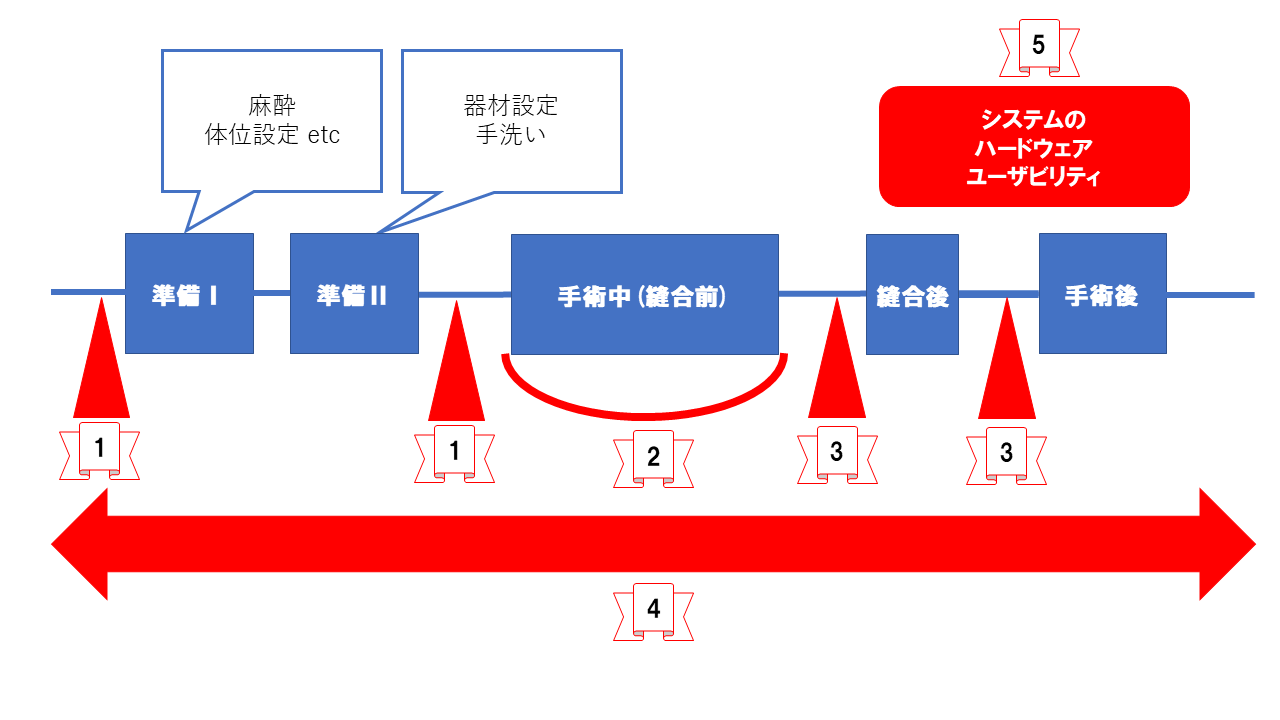 5
麻酔
体位設定 etc
器材設定
手洗い
システムの
ハードウェア
ユーザビリティ
準備Ⅰ
準備Ⅱ
手術中(縫合前)
縫合後
手術後
1
1
2
3
3
4